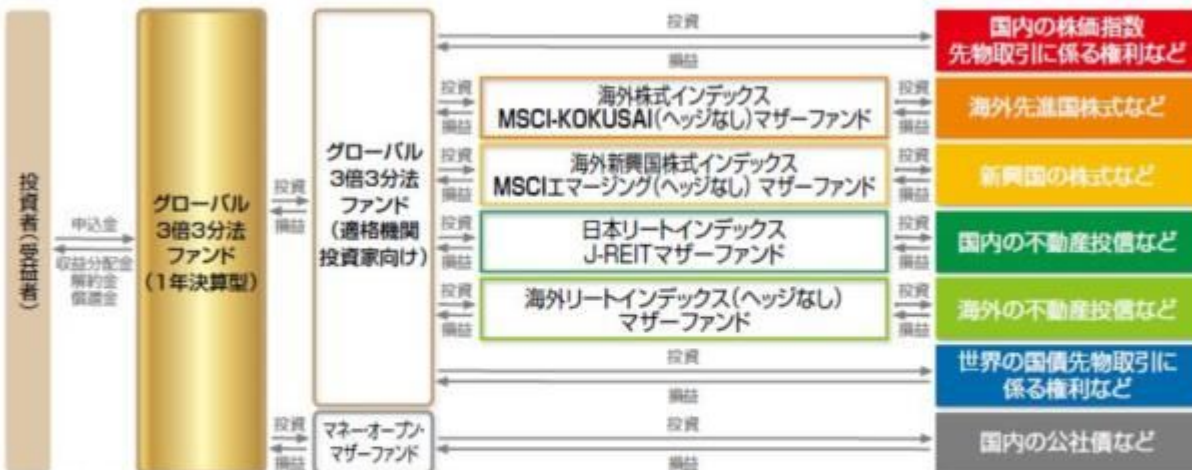 投資者(受益者)
申込金
収益分配金
解約金
償還金
グローバル
3倍3分法
ファンド
(1年決算型)
投資
損益
グローバル
3倍3分法
ファンド
(適格機関
投資家向け)
投資
損益
国内の株価指数
先物取引に係る権利など
投資
損益
海外株式インデックス
MSCI-KOKUSAI(ヘッジなし)マザーファンド
投資
損益
海外先進国株式など
投資
損益
海外新興国株式インデックス
MSCIエマージング(ヘッジなし) マザーファンド
投資
損益
新興国の株式など
投資
損益
日本リートインデックス
J-REITマザーファンド
投資
損益
国内の不動産投信など
投資
損益
海外リートインデックス(ヘッジなし)
マザーファンド
投資
損益
海外の不動産投信など
投資
損益
世界の国債先物取引に
係る権利など
投資
損益
マネー・オープン・
マザーファンド
投資
損益
国内の公社債など